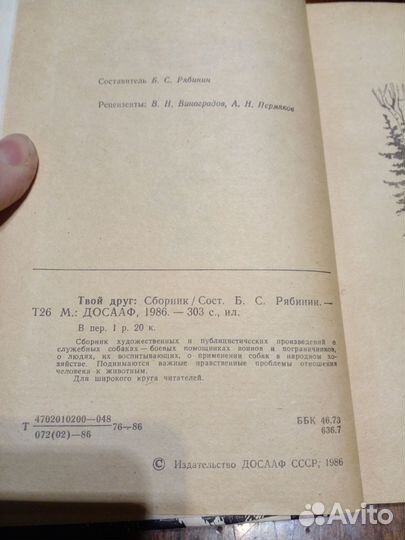 Составитель Б. С. Рябинин
Рецензенты: В. Н. Виноградов, А. Н. Пермяков
Твой друг: Сборник/Сост. Б. С. Рябинин.—
Т26 М.: ДОСААФ, 1986. — 303 с., ил.
В пер. 1 р. 20 к.
Сборник художественных и публицистических произведений о
служебных собаках — боевых помощниках воинов и пограничников,
о людях, их воспитывающих, о применении собак в народном хо-
зяйстве. Поднимаются важные нравственные проблемы отношения
человека к животным.
Для широкого круга читателей.
Т 4702010200—048
072(02)—86 76—86
ББК 46.73
636.7
© Издательство ДОСААФ СССР, 1986
Avito